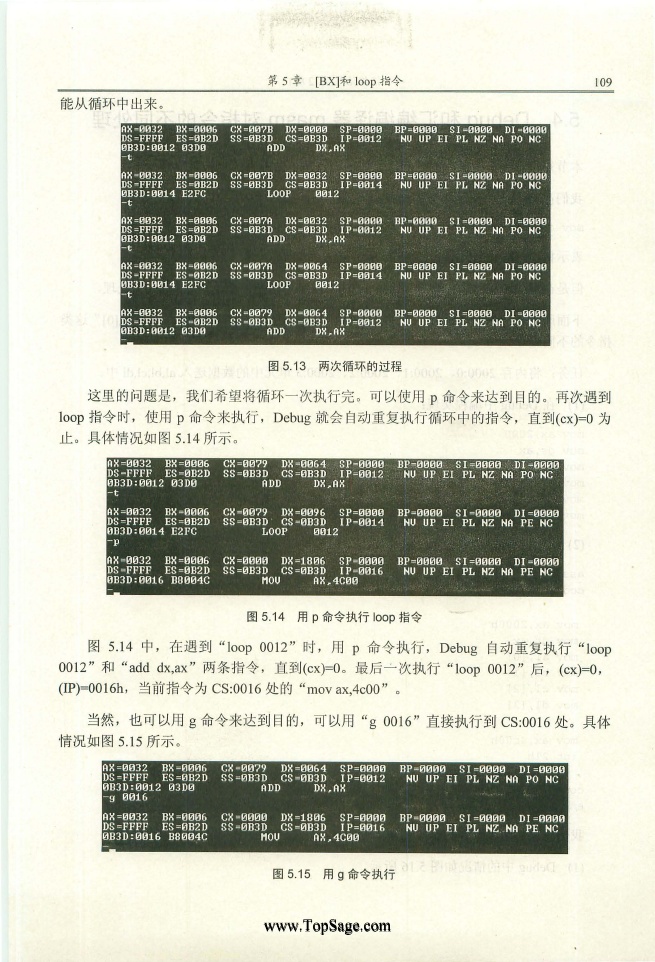 第 5 章　[BX]和 loop 指令　109
能从循环中出来。
AX=0032 BX=0006 CX=007B DX=0000 SP=0000 BP=0000 SI=0000 DI=0000
DS=FFFF ES=0B2D SS=0B3D CS=0B3D IP=0012 NV UP EI PL NZ NA PO NC
0B3D:0012 03D0 ADD DX,AX
-t
AX=0032 BX=0006 CX=007B DX=0032 SP=0000 BP=0000 SI=0000 DI=0000
DS=FFFF ES=0B2D SS=0B3D CS=0B3D IP=0014 NV UP EI PL NZ NA PO NC
0B3D:0014 E2FC LOOP 0012
-t
AX=0032 BX=0006 CX=007A DX=0032 SP=0000 BP=0000 SI=0000 DI=0000
DS=FFFF ES=0B2D SS=0B3D CS=0B3D IP=0012 NV UP EI PL NZ NA PO NC
0B3D:0012 03D0 ADD DX,AX
-t
AX=0032 BX=0006 CX=007A DX=0064 SP=0000 BP=0000 SI=0000 DI=0000
DS=FFFF ES=0B2D SS=0B3D CS=0B3D IP=0014 NV UP EI PL NZ NA PO NC
0B3D:0014 E2FC LOOP 0012
-t
AX=0032 BX=0006 CX=0079 DX=0064 SP=0000 BP=0000 SI=0000 DI=0000
DS=FFFF ES=0B2D SS=0B3D CS=0B3D IP=0012 NV UP EI PL NZ NA PO NC
0B3D:0012 03D0 ADD DX,AX
图 5.13　两次循环的过程
这里的问题是，我们希望将循环一次执行完。可以使用 p 命令来达到目的。再次遇到
loop 指令时，使用 p 命令来执行，Debug 就会自动重复执行循环中的指令，直到(cx)=0 为
止。具体情况如图 5.14 所示。
AX=0032 BX=0006 CX=0079 DX=0064 SP=0000 BP=0000 SI=0000 DI=0000
DS=FFFF ES=0B2D SS=0B3D CS=0B3D IP=0012 NV UP EI PL NZ NA PO NC
0B3D:0012 03D0 ADD DX,AX
-t
AX=0032 BX=0006 CX=0079 DX=0096 SP=0000 BP=0000 SI=0000 DI=0000
DS=FFFF ES=0B2D SS=0B3D CS=0B3D IP=0014 NV UP EI PL NZ NA PE NC
0B3D:0014 E2FC LOOP 0012
-p
AX=0032 BX=0006 CX=0000 DX=1806 SP=0000 BP=0000 SI=0000 DI=0000
DS=FFFF ES=0B2D SS=0B3D CS=0B3D IP=0016 NV UP EI PL NZ NA PE NC
0B3D:0016 B8004C MOV AX,4C00
图 5.14　用 p 命令执行 loop 指令
图 5.14 中，在遇到“loop 0012”时，用 p 命令执行，Debug 自动重复执行“loop
0012”和“add dx,ax”两条指令，直到(cx)=0。最后一次执行“loop 0012”后，(cx)=0，
(IP)=0016h，当前指令为 CS:0016 处的“mov ax,4c00”。
当然，也可以用 g 命令来达到目的，可以用“g 0016”直接执行到 CS:0016 处。具体
情况如图 5.15 所示。
AX=0032 BX=0006 CX=0079 DX=0064 SP=0000 BP=0000 SI=0000 DI=0000
DS=FFFF ES=0B2D SS=0B3D CS=0B3D IP=0012 NV UP EI PL NZ NA PO NC
0B3D:0012 03D0 ADD DX,AX
-g 0016
AX=0032 BX=0006 CX=0000 DX=1806 SP=0000 BP=0000 SI=0000 DI=0000
DS=FFFF ES=0B2D SS=0B3D CS=0B3D IP=0016 NV UP EI PL NZ NA PE NC
0B3D:0016 B8004C MOV AX,4C00
图 5.15　用 g 命令执行
www.TopSage.com